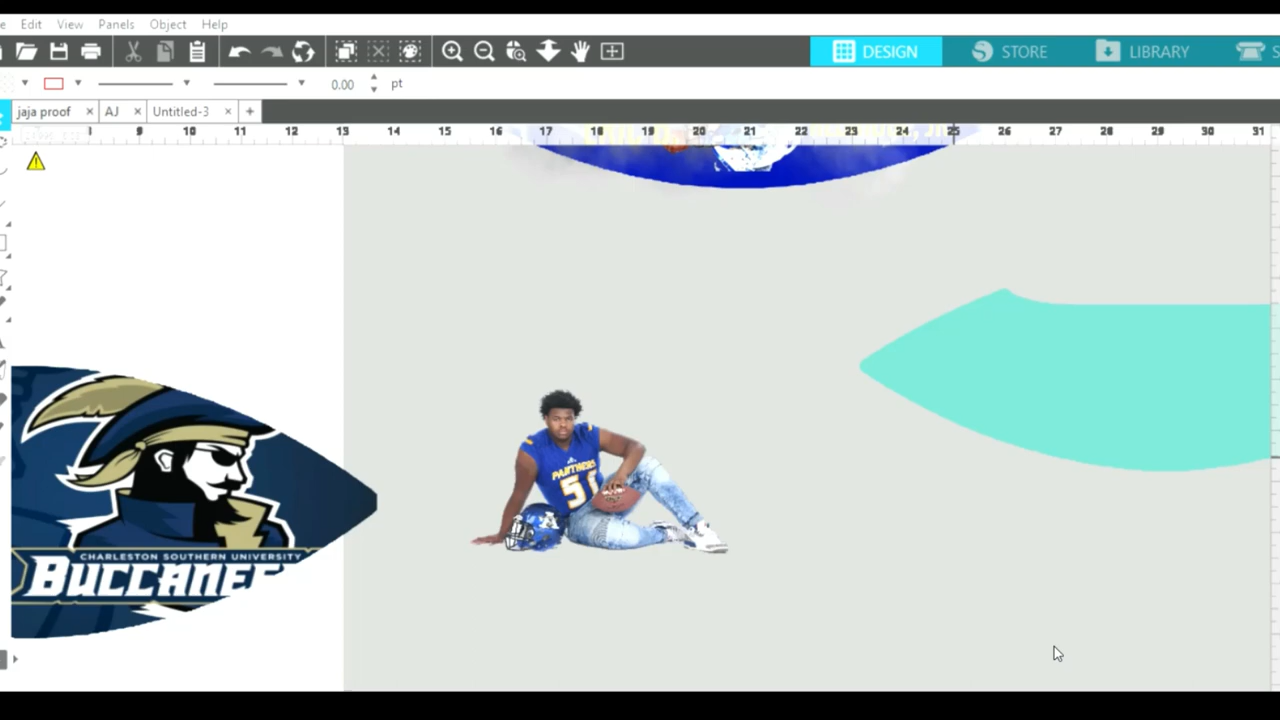 Edit View Panels Object Help
DESIGN STORE LIBRARY
0.00 pt
jaja proof AJ Untitled-3
9 10 11 12 13 14 15 16 17 18 19 20 21 22 23 24 25 26 27 28 29 30 31
PANTHERS
51
A
CHARLESTON SOUTHERN UNIVERSITY
BUCCANEE